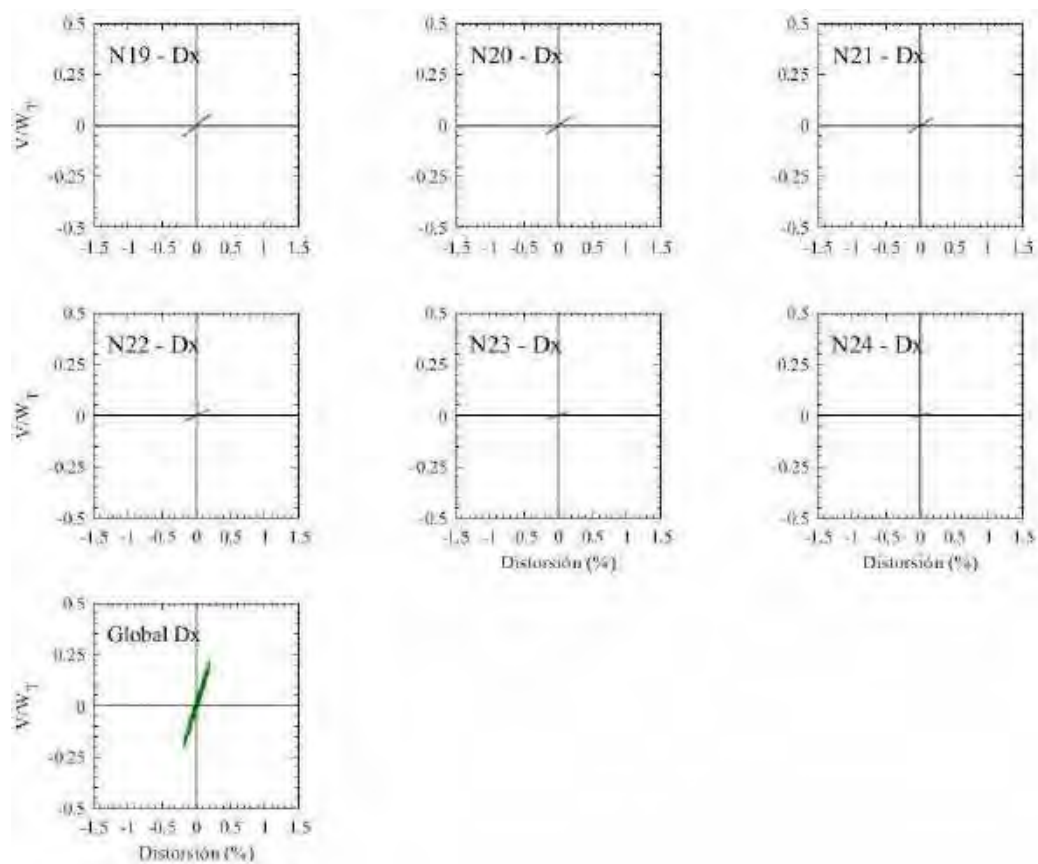 0.5 0.5 0.5
N19 - Dx N20 - Dx N21 - Dx
0.25 0.25 0.25
V/W_T 0 0 0
-0.25 -0.25 -0.25
-0.5 -0.5 -0.5
-1.5 -1 -0.5 0 0.5 1 1.5 -1.5 -1 -0.5 0 0.5 1 1.5 -1.5 -1 -0.5 0 0.5 1 1.5
0.5 0.5 0.5
N22 - Dx N23 - Dx N24 - Dx
0.25 0.25 0.25
V/W_T 0 0 0
-0.25 -0.25 -0.25
-0.5 -0.5 -0.5
-1.5 -1 -0.5 0 0.5 1 1.5 -1.5 -1 -0.5 0 0.5 1 1.5 -1.5 -1 -0.5 0 0.5 1 1.5
Distorsión (%) Distorsión (%)
0.5
Global Dx
0.25
V/W_T 0
-0.25
-0.5
-1.5 -1 -0.5 0 0.5 1 1.5
Distorsión (%)